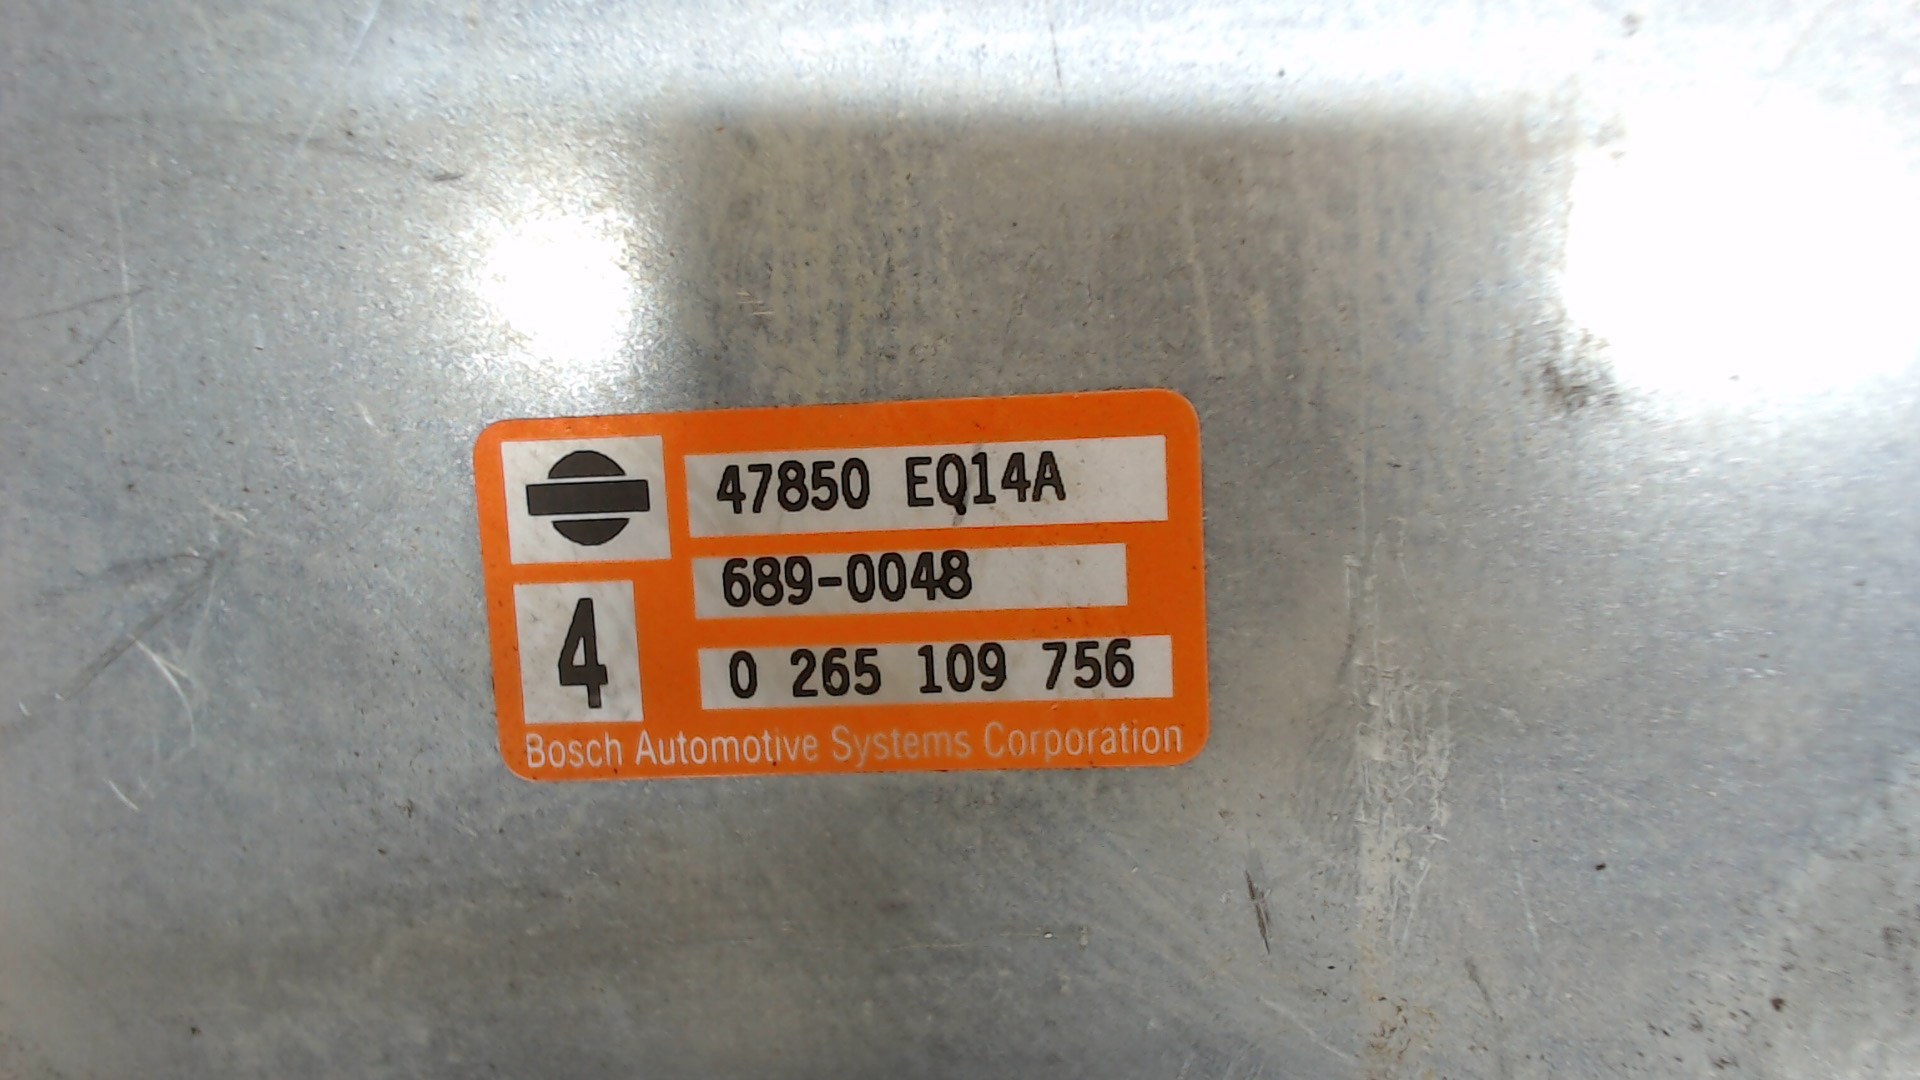 47850 EQ14A
689-0048
4
0 265 109 756
Bosch Automotive Systems Corporation